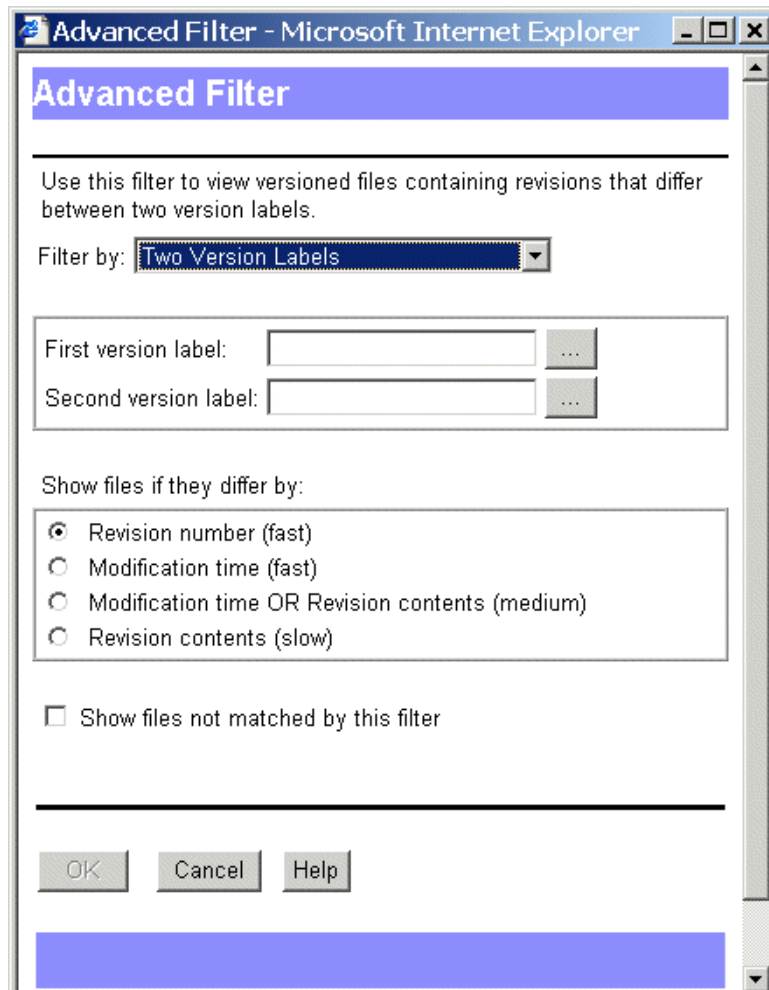 Advanced Filter - Microsoft Internet Explorer
Advanced Filter
Use this filter to view versioned files containing revisions that differ
between two version labels.
Filter by: Two Version Labels
First version label: ...
Second version label: ...
Show files if they differ by:
Revision number (fast)
Modification time (fast)
Modification time OR Revision contents (medium)
Revision contents (slow)
Show files not matched by this filter
OK Cancel Help